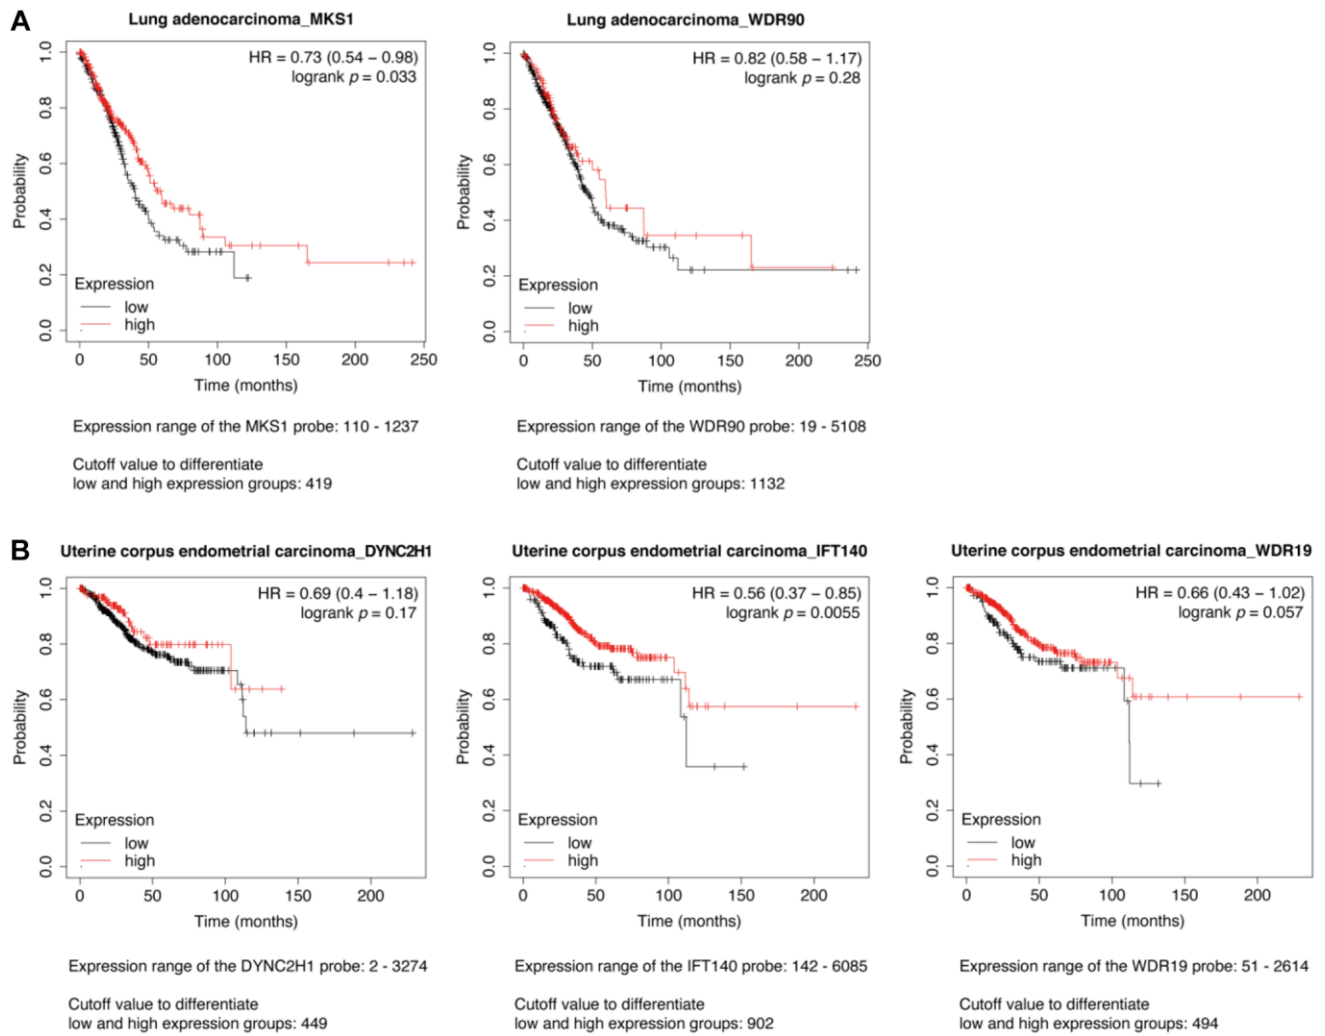 A
Lung adenocarcinoma_MKS1
HR = 0.73 (0.54 – 0.98)
logrank p = 0.033
Probability
1.0
0.8
0.6
0.4
0.2
0.0
Expression
low
high
0 50 100 150 200 250
Time (months)
Expression range of the MKS1 probe: 110 - 1237
Cutoff value to differentiate
low and high expression groups: 419
Lung adenocarcinoma_WDR90
HR = 0.82 (0.58 – 1.17)
logrank p = 0.28
Probability
1.0
0.8
0.6
0.4
0.2
0.0
Expression
low
high
0 50 100 150 200 250
Time (months)
Expression range of the WDR90 probe: 19 - 5108
Cutoff value to differentiate
low and high expression groups: 1132
B
Uterine corpus endometrial carcinoma_DYNC2H1
HR = 0.69 (0.4 – 1.18)
logrank p = 0.17
Probability
1.0
0.8
0.6
0.4
0.2
0.0
Expression
low
high
0 50 100 150 200
Time (months)
Expression range of the DYNC2H1 probe: 2 - 3274
Cutoff value to differentiate
low and high expression groups: 449
Uterine corpus endometrial carcinoma_IFT140
HR = 0.56 (0.37 – 0.85)
logrank p = 0.0055
Probability
1.0
0.8
0.6
0.4
0.2
0.0
Expression
low
high
0 50 100 150 200
Time (months)
Expression range of the IFT140 probe: 142 - 6085
Cutoff value to differentiate
low and high expression groups: 902
Uterine corpus endometrial carcinoma_WDR19
HR = 0.66 (0.43 – 1.02)
logrank p = 0.057
Probability
1.0
0.8
0.6
0.4
0.2
0.0
Expression
low
high
0 50 100 150 200
Time (months)
Expression range of the WDR19 probe: 51 - 2614
Cutoff value to differentiate
low and high expression groups: 494